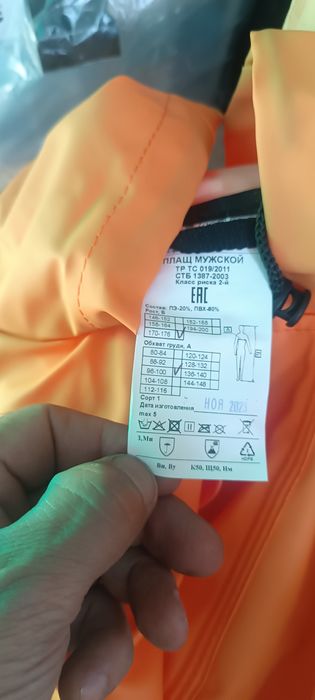 ПЛАЩ МУЖСКОЙ
ТР ТС 019/2011
СТБ 1387-2003
Класс риска 2-й
EAC
Состав: ПЭ-20%, ПВХ-80%
Рост, Б
146-152 182-188
158-164 194-200
170-176 V
Обхват груди, А
80-84 120-124
88-92 128-132
96-100 136-140
104-108 144-148
112-116
Сорт 1
Дата изготовления НОЯ 2023
max 5
1,Ми
Вн, Ву К50, Щ50, Нм